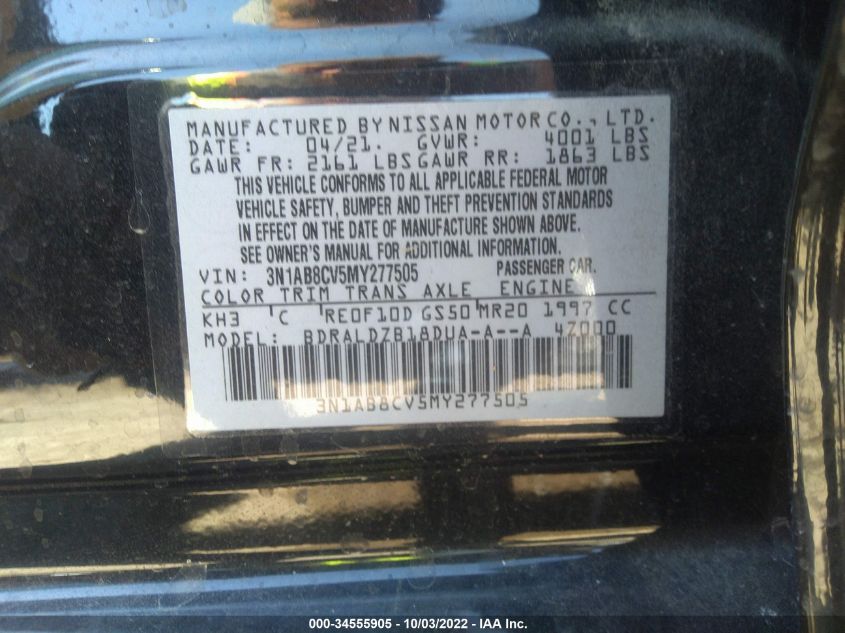 MANUFACTURED BY NISSAN MOTOR CO., LTD.
DATE: 04/21. GVWR: 4001 LBS
GAWR FR: 2161 LBS GAWR RR: 1863 LBS
THIS VEHICLE CONFORMS TO ALL APPLICABLE FEDERAL MOTOR
VEHICLE SAFETY, BUMPER AND THEFT PREVENTION STANDARDS
IN EFFECT ON THE DATE OF MANUFACTURE SHOWN ABOVE.
SEE OWNER'S MANUAL FOR ADDITIONAL INFORMATION.
VIN: 3N1AB8CV5MY277505 PASSENGER CAR.
COLOR TRIM TRANS AXLE ENGINE
KH3 C RE0F10D GS50 MR20 1997 CC
MODEL: BDRALDZB18DUA-A--A 4Z000
3N1AB8CV5MY277505
000-34555905 - 10/03/2022 - IAA Inc.